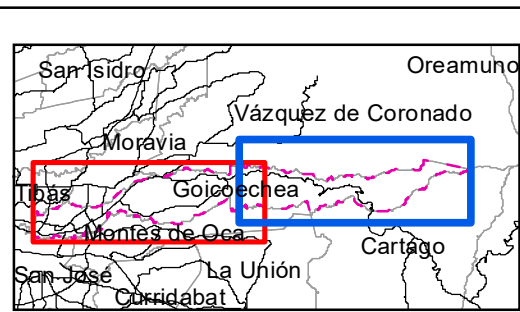 San Isidro
Oreamuno
Vázquez de Coronado
Moravia
Tibás
Goicoechea
Montes de Oca
Cartago
San José
La Unión
Curridabat